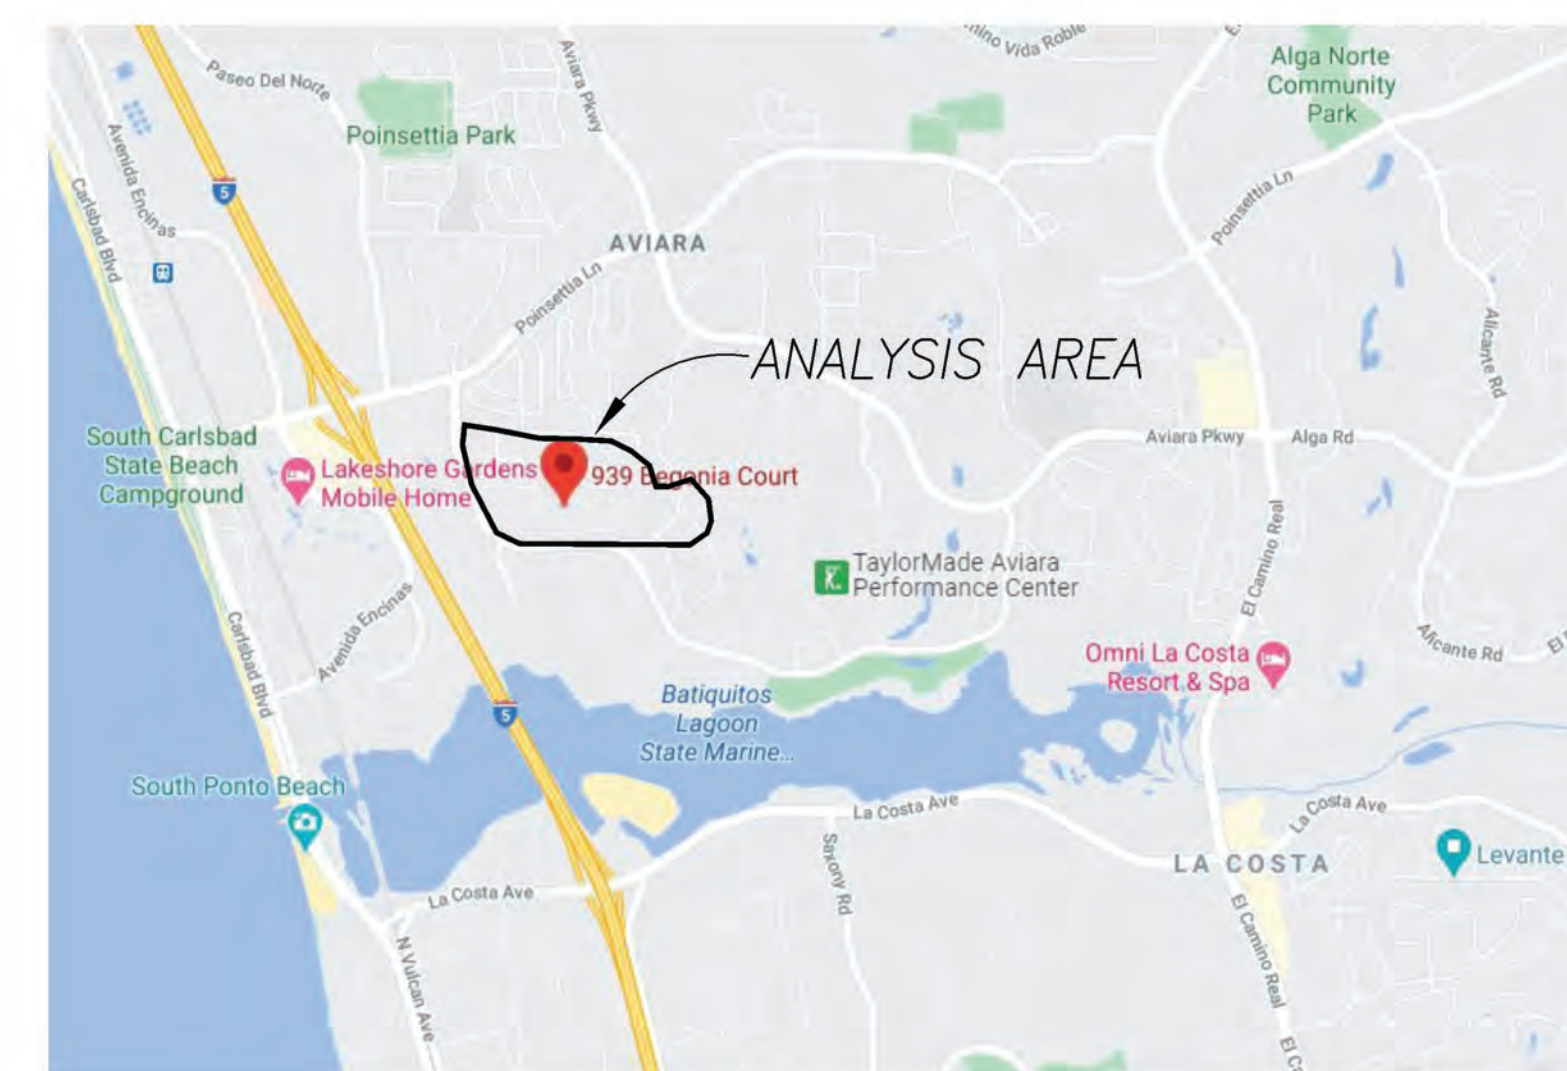 Paseo Del Norte
Aviara Pkwy
Vida Roble
Alga Norte
Community
Park
Poinsettia Park
Avenida Encinas
Carlsbad Blvd
5
AVIARA
Poinsettia Ln
Poinsettia Ln
ANALYSIS AREA
Alicante Rd
South Carlsbad
State Beach
Campground
Lakeshore Gardens
Mobile Home
939 Begonia Court
Aviara Pkwy
Alga Rd
El Camino Real
TaylorMade Aviara
Performance Center
Avenida Encinas
Carlsbad Blvd
Alicante Rd
Omni La Costa
Resort & Spa
5
Batiquitos
Lagoon
State Marine...
South Ponto Beach
La Costa Ave
La Costa Ave
Saxony Rd
LA COSTA
Levante
La Costa Ave
N Vulcan Ave
El Camino Real